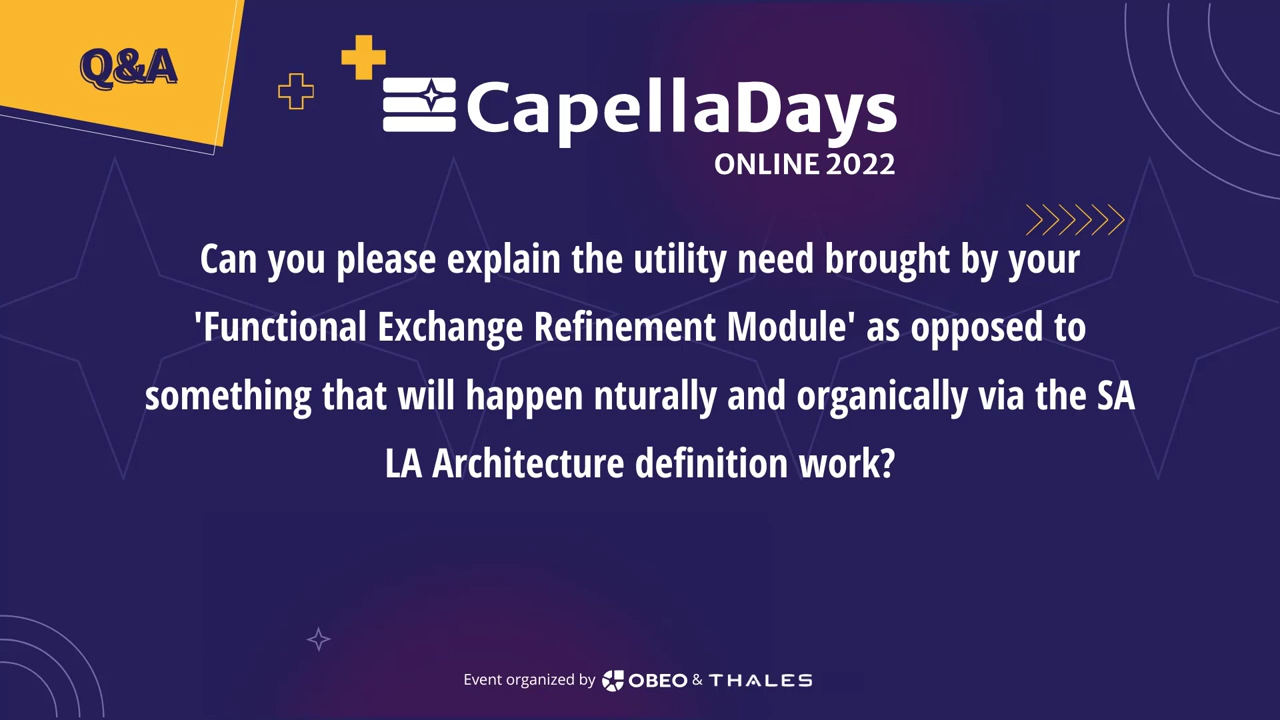 Q&A
CapellaDays
ONLINE 2022
Can you please explain the utility need brought by your
'Functional Exchange Refinement Module' as opposed to
something that will happen nturally and organically via the SA
LA Architecture definition work?
Event organized by OBEO & THALES